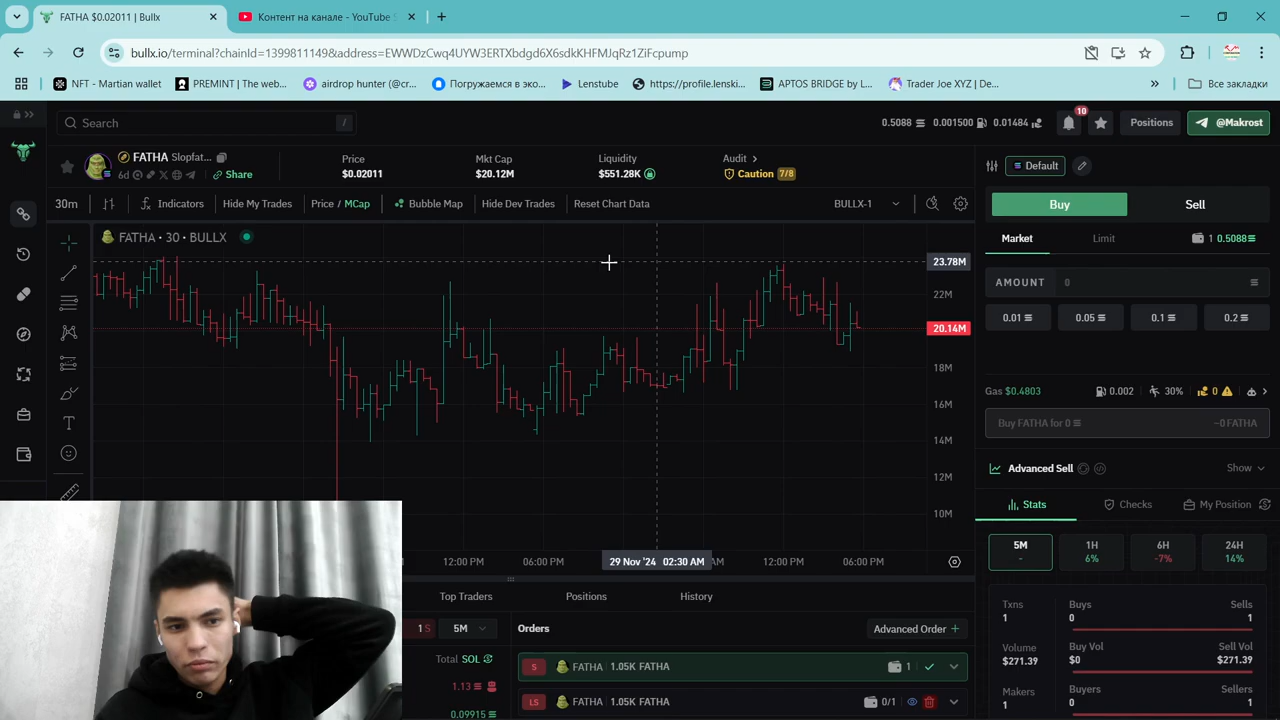 FATHA $0.02011 | Bullx
Контент на канале - YouTube S
bullx.io/terminal?chainId=1399811149&address=EWWDzCwq4UYW3ERTXbdgd6X6sdkKHFMJqRz1ZiFcpump
NFT - Martian wallet
PREMINT | The web...
airdrop hunter (@cr...
Погружаемся в эко...
Lenstube
https://profile.lenski...
APTOS BRIDGE by L...
Trader Joe XYZ | De...
Все закладки
Search
/
0.5088
0.001500
0.01484
10
Positions
@Makrost
FATHA Slopfat...
6d
Share
Price
$0.02011
Mkt Cap
$20.12M
Liquidity
$551.28K
Audit
Caution 7/8
Default
30m
Indicators
Hide My Trades
Price / MCap
Bubble Map
Hide Dev Trades
Reset Chart Data
BULLX-1
Buy
Sell
FATHA · 30 · BULLX
Market
Limit
1 0.5088
23.78M
22M
20.14M
18M
16M
14M
12M
10M
AMOUNT 0
0.01
0.05
0.1
0.2
Gas $0.4803
0.002
30%
0
Buy FATHA for 0
~0 FATHA
Advanced Sell
Show
Stats
Checks
My Position
12:00 PM
06:00 PM
29 Nov '24 02:30 AM
AM
12:00 PM
06:00 PM
5M
-
1H
6%
6H
-7%
24H
14%
Top Traders
Positions
History
1 S
5M
Orders
Advanced Order +
Total SOL
1.13
0.09915
S FATHA 1.05K FATHA 1
LS FATHA 1.05K FATHA 0/1
Txns
1
Buys
0
Sells
1
Volume
$271.39
Buy Vol
$0
Sell Vol
$271.39
Makers
1
Buyers
0
Sellers
1